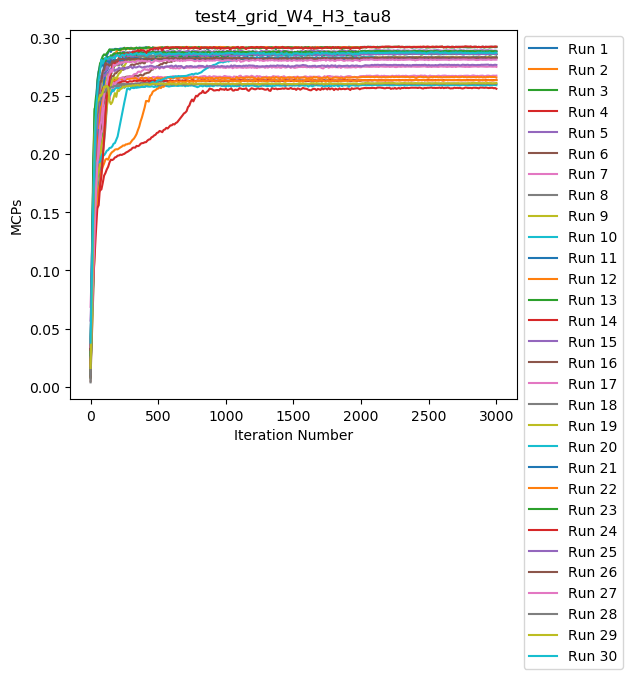 test4_grid_W4_H3_tau8
0.30
0.25
0.20
0.15
0.10
0.05
0.00
MCPs
0
500
1000
1500
2000
2500
3000
Iteration Number
Run 1
Run 2
Run 3
Run 4
Run 5
Run 6
Run 7
Run 8
Run 9
Run 10
Run 11
Run 12
Run 13
Run 14
Run 15
Run 16
Run 17
Run 18
Run 19
Run 20
Run 21
Run 22
Run 23
Run 24
Run 25
Run 26
Run 27
Run 28
Run 29
Run 30